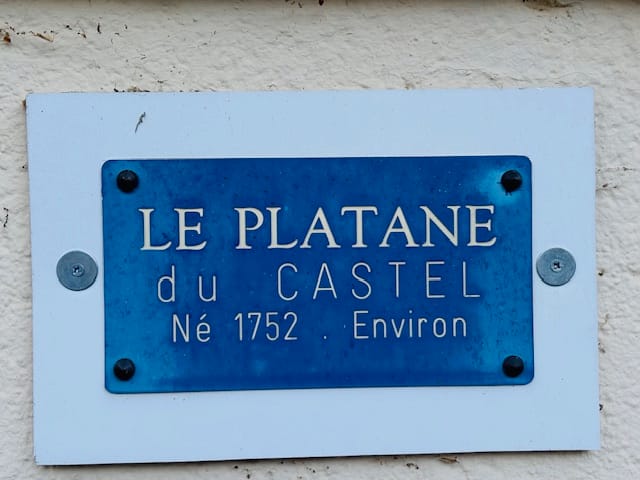 LE PLATANE
du CASTEL
Né 1752 . Environ